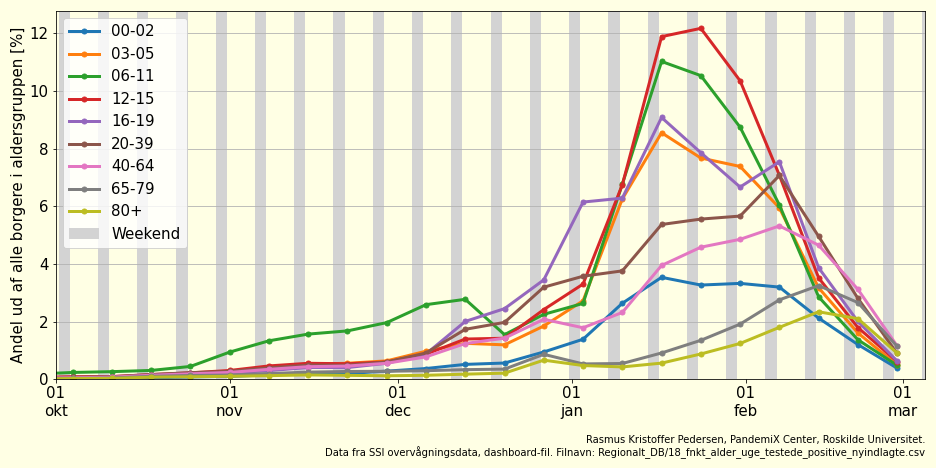 Andel ud af alle borgere i aldersgruppen [%]
12
10
8
6
4
2
0
00-02
03-05
06-11
12-15
16-19
20-39
40-64
65-79
80+
Weekend
01 01 01 01 01 01
okt nov dec jan feb mar
Rasmus Kristoffer Pedersen, PandemiX Center, Roskilde Universitet.
Data fra SSI overvågningsdata, dashboard-fil. Filnavn: Regionalt_DB/18_fnkt_alder_uge_testede_positive_nyindlagte.csv